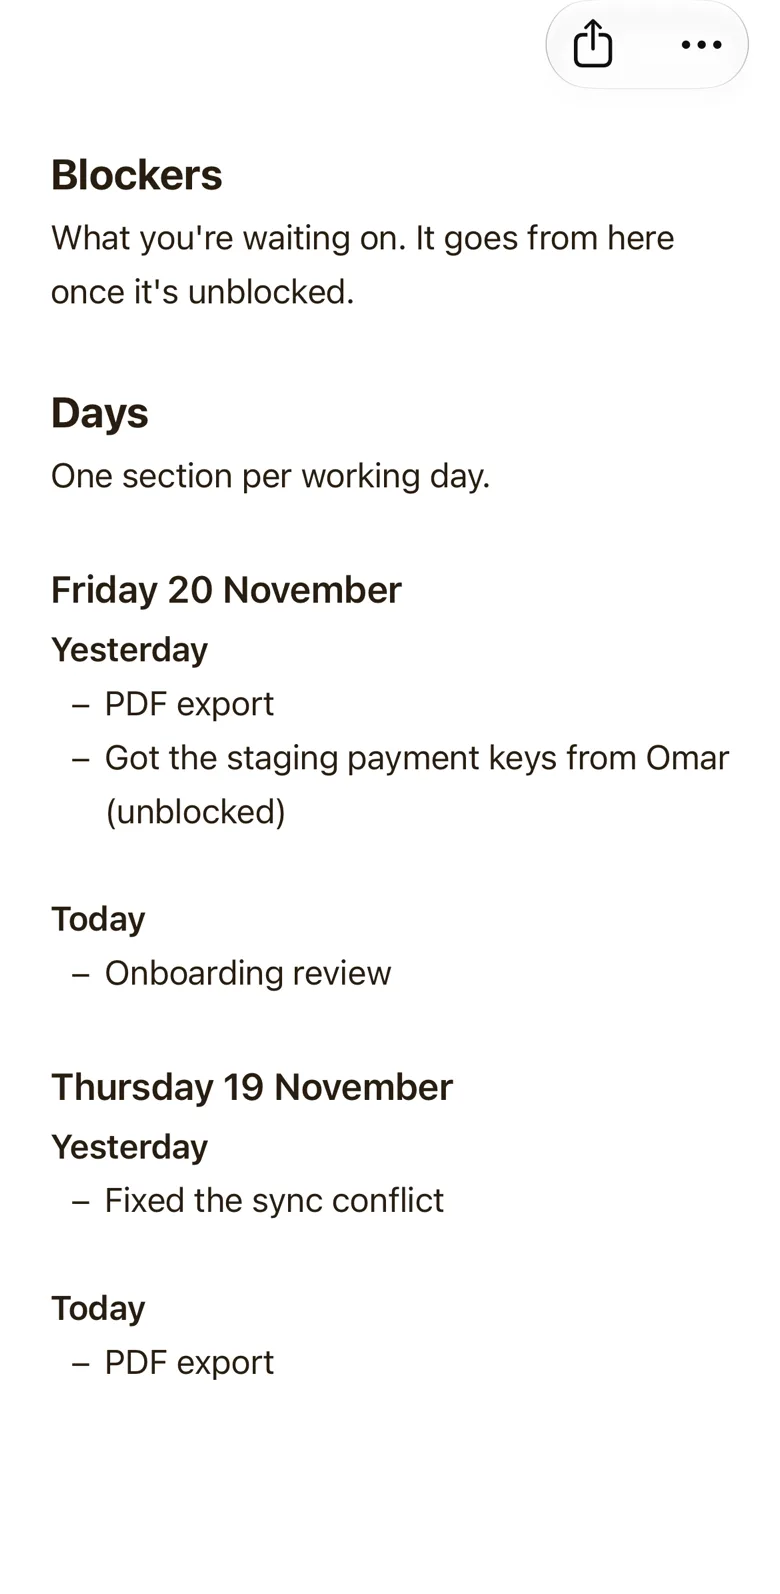 Blockers
What you're waiting on. It goes from here
once it's unblocked.
Days
One section per working day.
Friday 20 November
Yesterday
– PDF export
– Got the staging payment keys from Omar
(unblocked)
Today
– Onboarding review
Thursday 19 November
Yesterday
– Fixed the sync conflict
Today
– PDF export